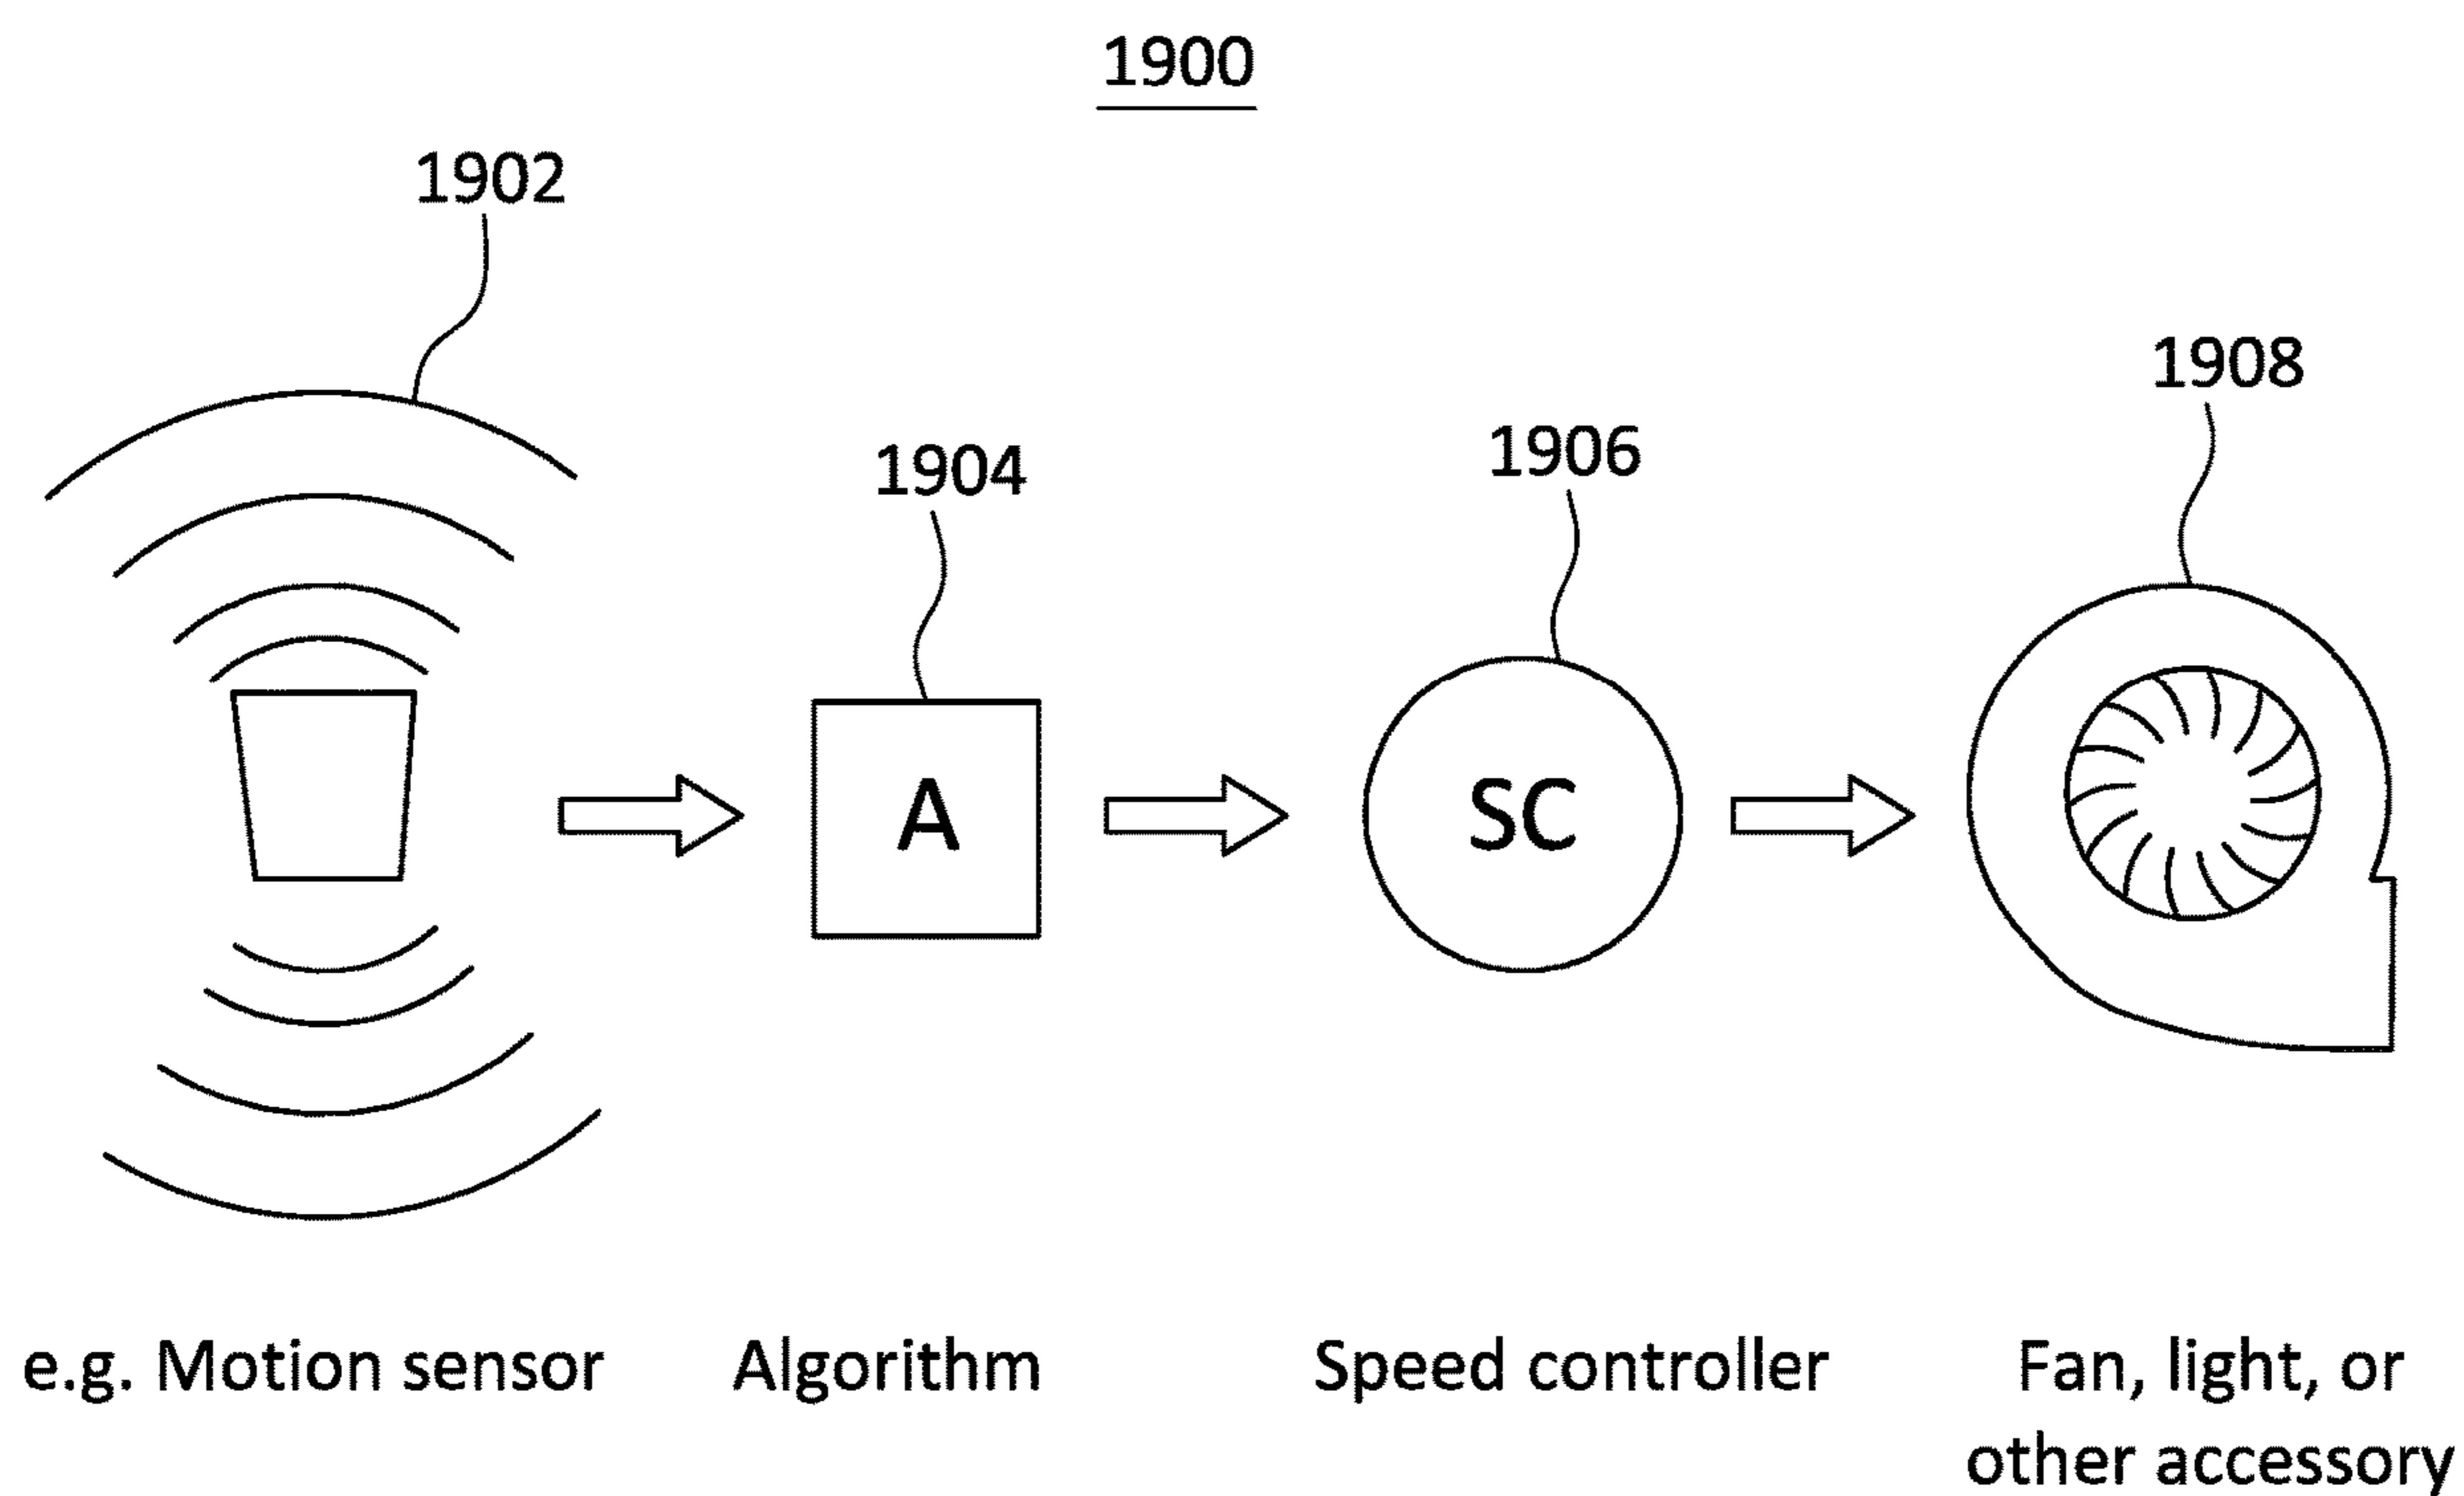 1900
1902
1904
1906
1908
A
SC
e.g. Motion sensor
Algorithm
Speed controller
Fan, light, or
other accessory